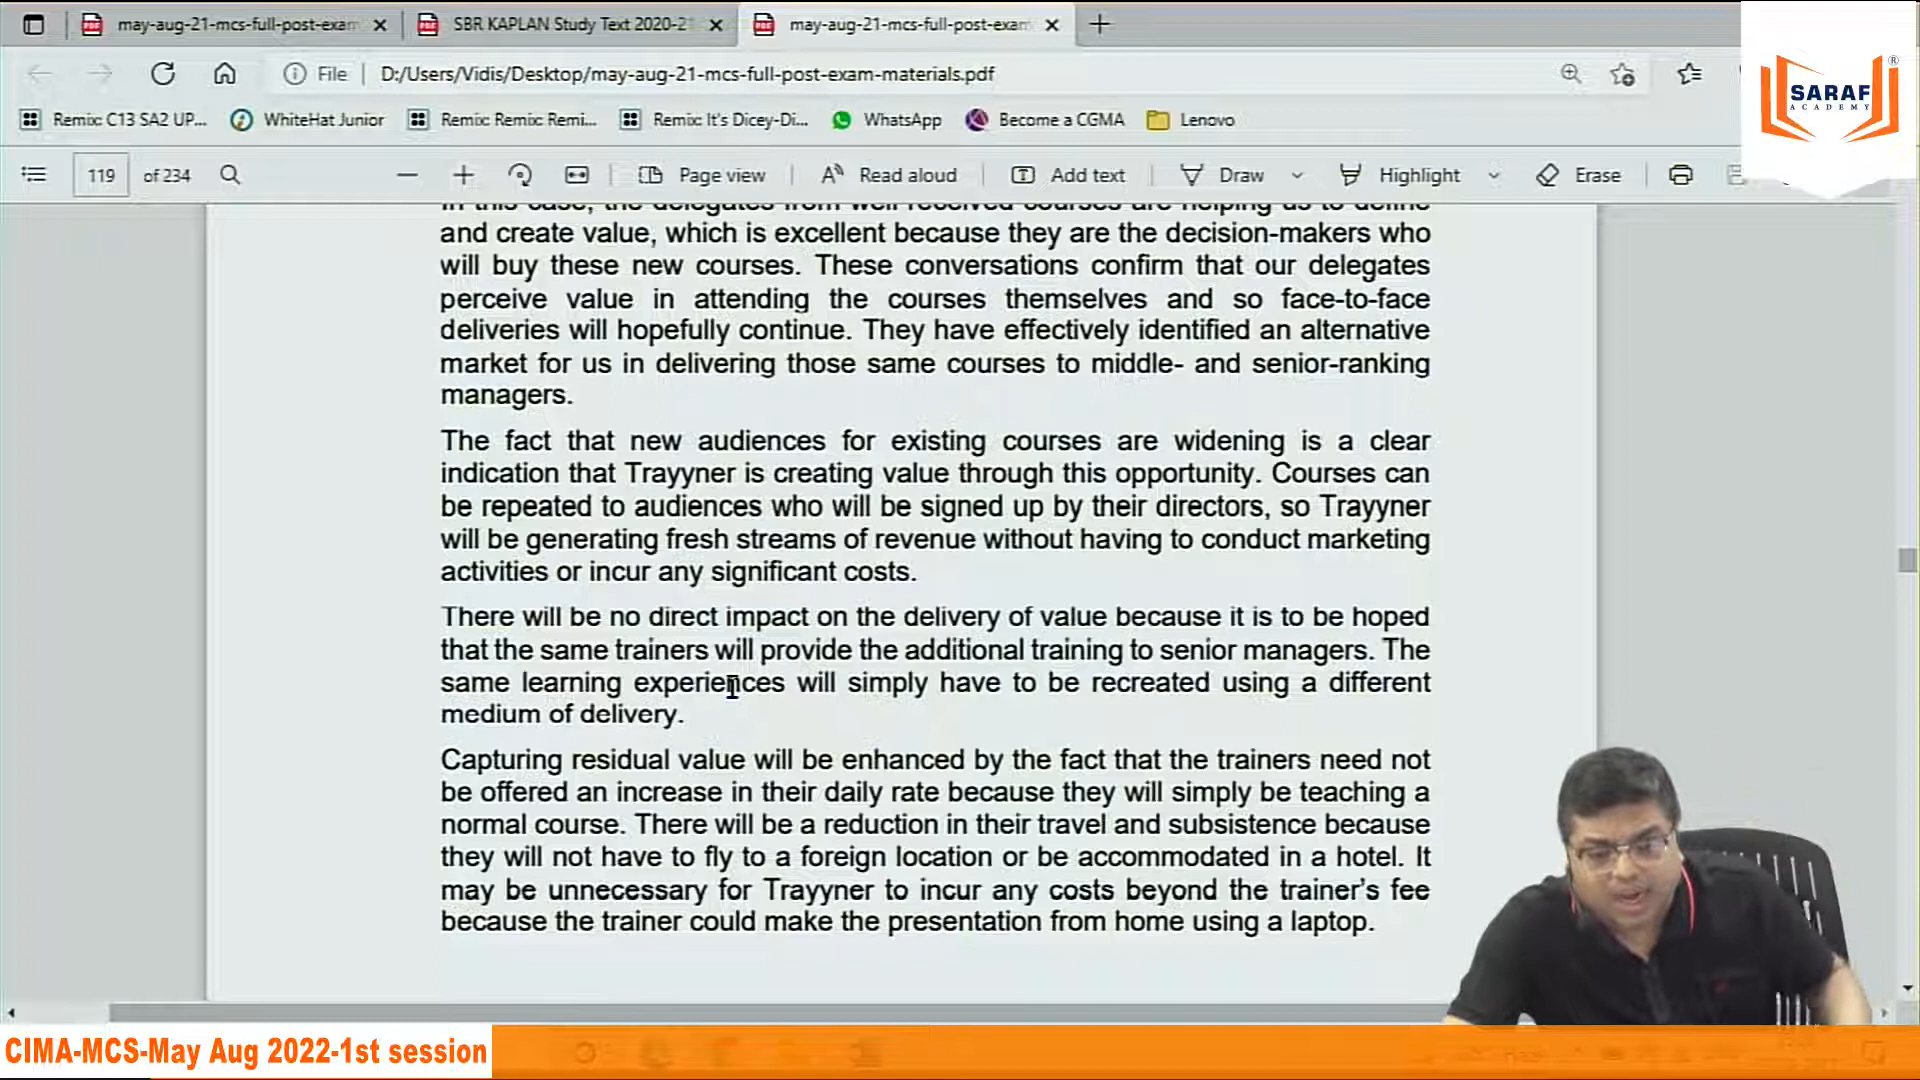 may-aug-21-mcs-full-post-exam
SBR KAPLAN Study Text 2020-21
may-aug-21-mcs-full-post-exam
File
D:/Users/Vidis/Desktop/may-aug-21-mcs-full-post-exam-materials.pdf
SARAF
ACADEMY
®
Remix: C13 SA2 UP...
WhiteHat Junior
Remix: Remix Remi...
Remix: It's Dicey-Di...
WhatsApp
Become a CGMA
Lenovo
119 of 234
Page view
Read aloud
Add text
Draw
Highlight
Erase
In this case, the delegates from well-received courses are helping us to define
and create value, which is excellent because they are the decision-makers who
will buy these new courses. These conversations confirm that our delegates
perceive value in attending the courses themselves and so face-to-face
deliveries will hopefully continue. They have effectively identified an alternative
market for us in delivering those same courses to middle- and senior-ranking
managers.
The fact that new audiences for existing courses are widening is a clear
indication that Trayyner is creating value through this opportunity. Courses can
be repeated to audiences who will be signed up by their directors, so Trayyner
will be generating fresh streams of revenue without having to conduct marketing
activities or incur any significant costs.
There will be no direct impact on the delivery of value because it is to be hoped
that the same trainers will provide the additional training to senior managers. The
same learning experiences will simply have to be recreated using a different
medium of delivery.
Capturing residual value will be enhanced by the fact that the trainers need not
be offered an increase in their daily rate because they will simply be teaching a
normal course. There will be a reduction in their travel and subsistence because
they will not have to fly to a foreign location or be accommodated in a hotel. It
may be unnecessary for Trayyner to incur any costs beyond the trainer's fee
because the trainer could make the presentation from home using a laptop.
CIMA-MCS-May Aug 2022-1st session